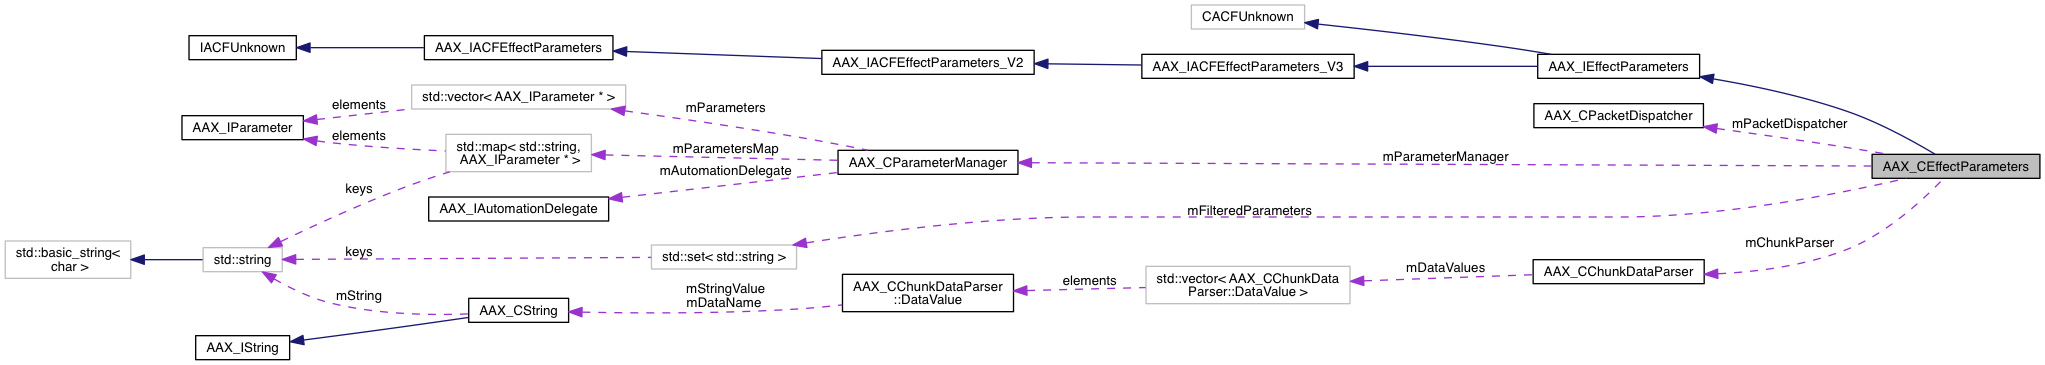 CACFUnknown
IACFUnknown
AAX_IACFEffectParameters
AAX_IACFEffectParameters_V2
AAX_IACFEffectParameters_V3
AAX_IEffectParameters
std::vector< AAX_IParameter * >
elements
mParameters
AAX_CPacketDispatcher
mPacketDispatcher
AAX_IParameter
elements
std::map< std::string,
AAX_IParameter * >
mParametersMap
AAX_CParameterManager
mParameterManager
AAX_CEffectParameters
mAutomationDelegate
keys
AAX_IAutomationDelegate
mFilteredParameters
std::basic_string<
char >
std::string
keys
std::set< std::string >
mChunkParser
mString
AAX_CString
mStringValue
mDataName
AAX_CChunkDataParser
::DataValue
elements
std::vector< AAX_CChunkData
Parser::DataValue >
mDataValues
AAX_CChunkDataParser
AAX_IString